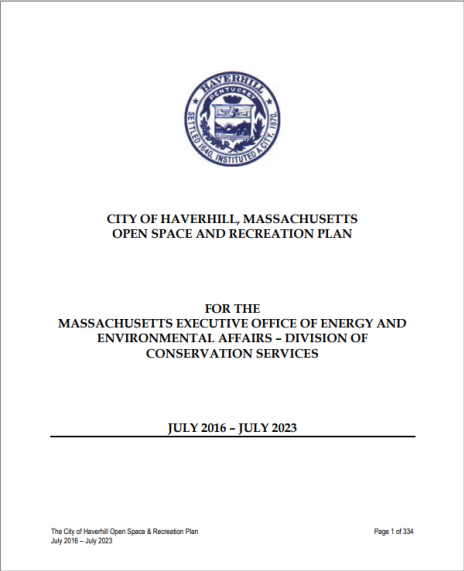 HAVERHILL
PENTUCKET
SETTLED 1640. INSTITUTED A CITY, 1870.
CITY OF HAVERHILL, MASSACHUSETTS
OPEN SPACE AND RECREATION PLAN
FOR THE
MASSACHUSETTS EXECUTIVE OFFICE OF ENERGY AND
ENVIRONMENTAL AFFAIRS – DIVISION OF
CONSERVATION SERVICES
JULY 2016 – JULY 2023
The City of Haverhill Open Space & Recreation Plan
Page 1 of 334
July 2016 – July 2023